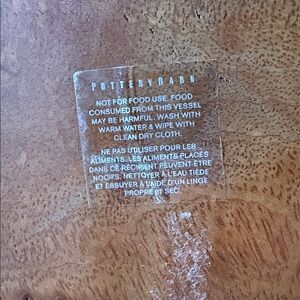 POTTERYBARN
NOT FOR FOOD USE. FOOD
CONSUMED FROM THIS VESSEL
MAY BE HARMFUL. WASH WITH
WARM WATER & WIPE WITH
CLEAN DRY CLOTH.
NE PAS UTILISER POUR LES
ALIMENTS. LES ALIMENTS PLACÉS
DANS CE RÉCIPIENT PEUVENT ÊTRE
NOCIFS. NETTOYER À L'EAU TIÈDE
ET ESSUYER À L'AIDE D'UN LINGE
PROPRE ET SEC.